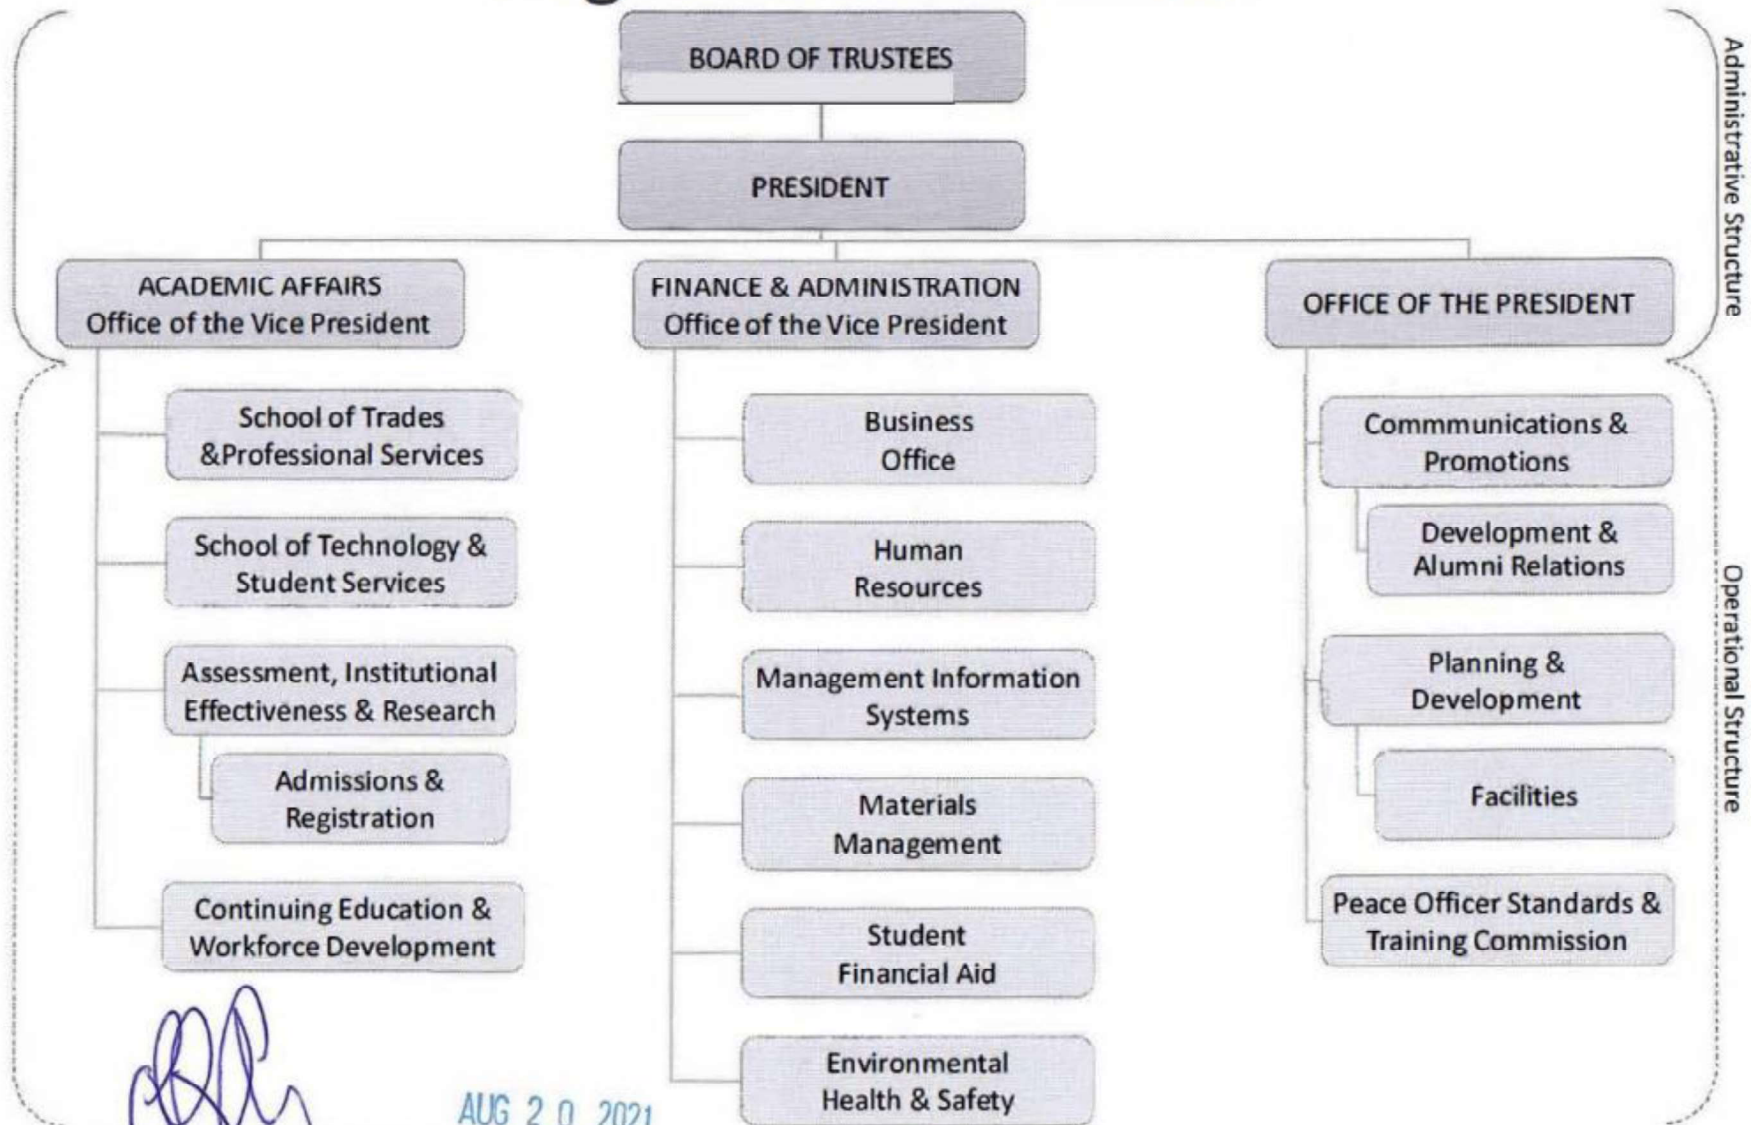 BOARD OF TRUSTEES
PRESIDENT
ACADEMIC AFFAIRS
Office of the Vice President
FINANCE & ADMINISTRATION
Office of the Vice President
OFFICE OF THE PRESIDENT
Administrative Structure
School of Trades
&Professional Services
School of Technology &
Student Services
Assessment, Institutional
Effectiveness & Research
Admissions &
Registration
Continuing Education &
Workforce Development
Business
Office
Human
Resources
Management Information
Systems
Materials
Management
Student
Financial Aid
Environmental
Health & Safety
Commmunications &
Promotions
Development &
Alumni Relations
Planning &
Development
Facilities
Peace Officer Standards &
Training Commission
Operational Structure
AUG 20 2021